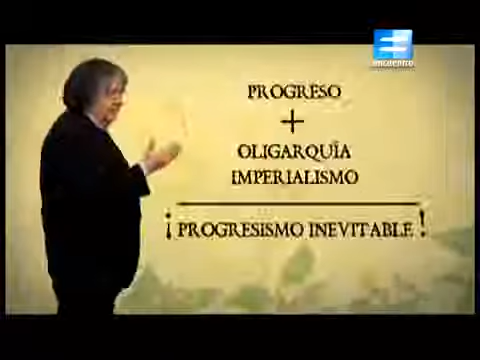 encuentro
PROGRESO
+
OLIGARQUÍA
IMPERIALISMO
¡ PROGRESISMO INEVITABLE !